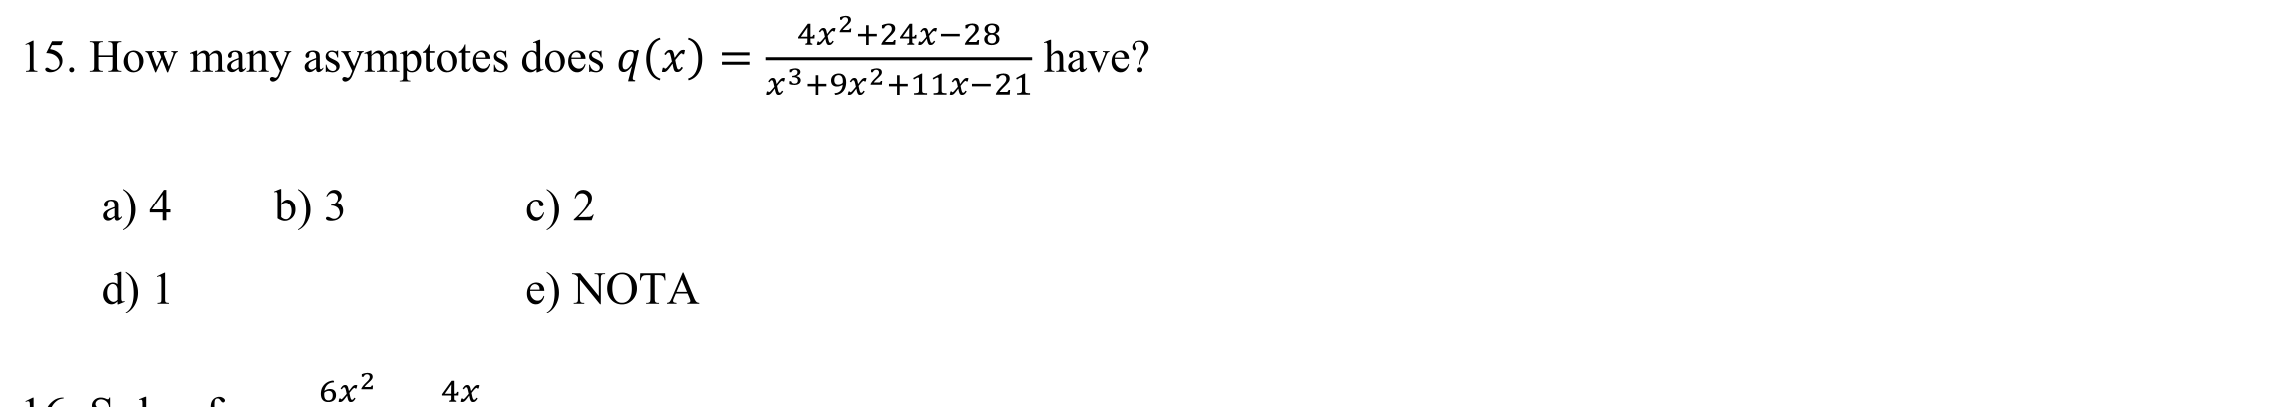 15. How many asymptotes does q(x) = \frac{4x^2+24x-28}{x^3+9x^2+11x-21} have?
a) 4 b) 3 c) 2
d) 1 e) NOTA
6x^2 4x